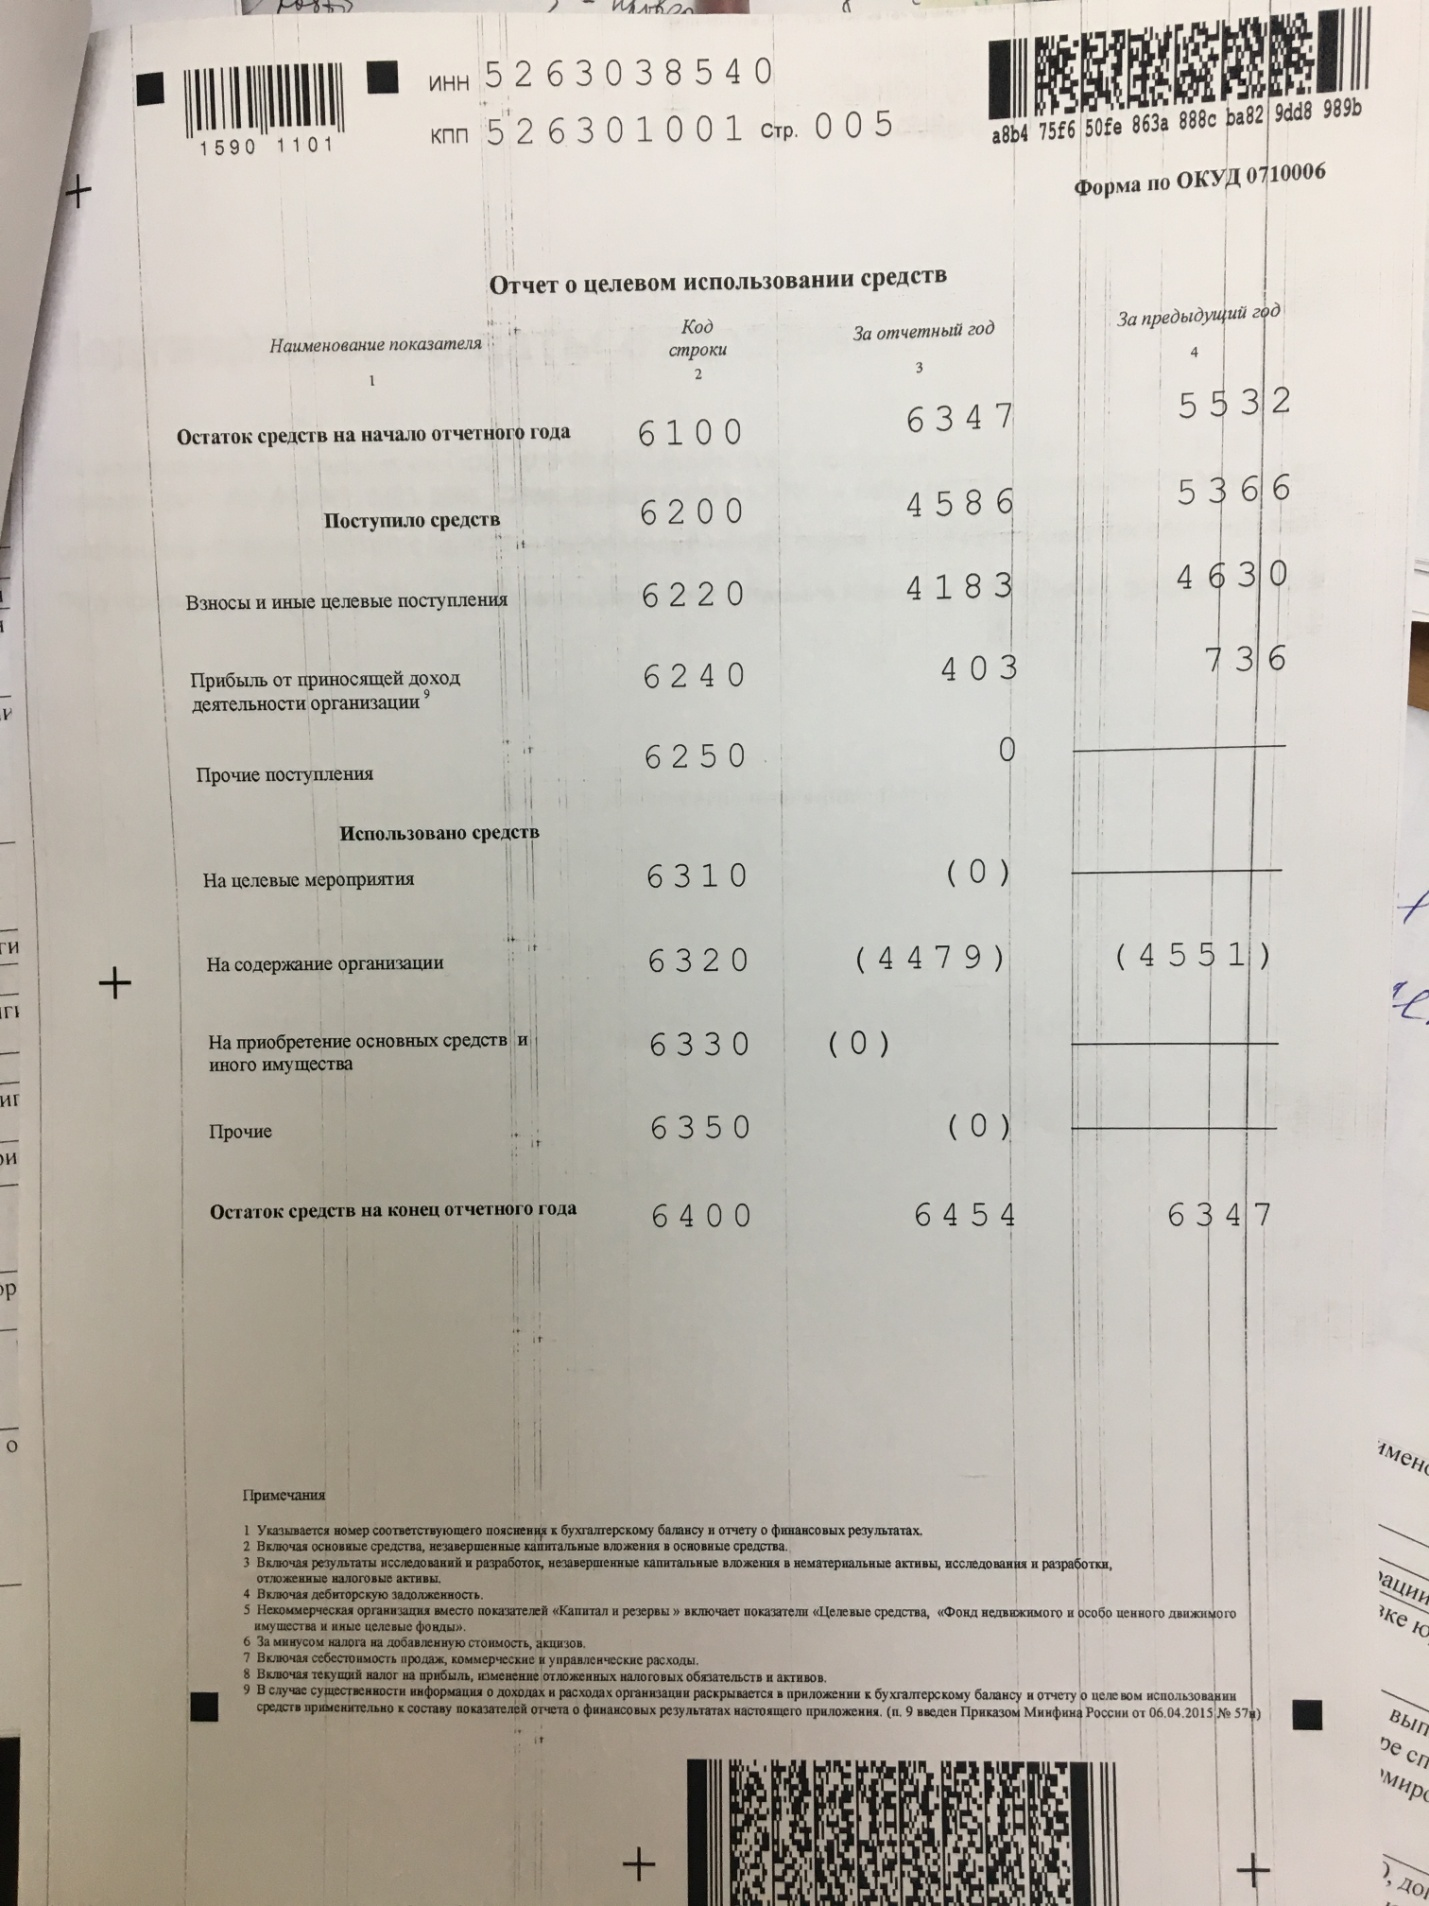 ИНН 5263038540
КПП 526301001 Стр. 005
1590 1101
a8b4 75f6 50fe 863a 888c ba82 9dd8 989b
Форма по ОКУД 0710006
Отчет о целевом использовании средств
Наименование показателя Код строки За отчетный год За предыдущий год
1 2 3 4
Остаток средств на начало отчетного года 6100 6347 5532
Поступило средств 6200 4586 5366
Взносы и иные целевые поступления 6220 4183 4630
Прибыль от приносящей доход 6240 403 736
деятельности организации 9
Прочие поступления 6250 0
Использовано средств
На целевые мероприятия 6310 (0)
На содержание организации 6320 (4479) (4551)
На приобретение основных средств и 6330 (0)
иного имущества
Прочие 6350 (0)
Остаток средств на конец отчетного года 6400 6454 6347
Примечания
1 Указывается номер соответствующего пояснения к бухгалтерскому балансу и отчету о финансовых результатах.
2 Включая основные средства, незавершенные капитальные вложения в основные средства.
3 Включая результаты исследований и разработок, незавершенные капитальные вложения в нематериальные активы, исследования и разработки,
отложенные налоговые активы.
4 Включая дебиторскую задолженность.
5 Некоммерческая организация вместо показателей «Капитал и резервы » включает показатели «Целевые средства, «Фонд недвижимого и особо ценного движимого
имущества и иные целевые фонды».
6 За минусом налога на добавленную стоимость, акцизов.
7 Включая себестоимость продаж, коммерческие и управленческие расходы.
8 Включая текущий налог на прибыль, изменение отложенных налоговых обязательств и активов.
9 В случае существенности информация о доходах и расходах организации раскрывается в приложении к бухгалтерскому балансу и отчету о целевом использовании
средств применительно к составу показателей отчета о финансовых результатах настоящего приложения. (п. 9 введен Приказом Минфина России от 06.04.2015 № 57н)